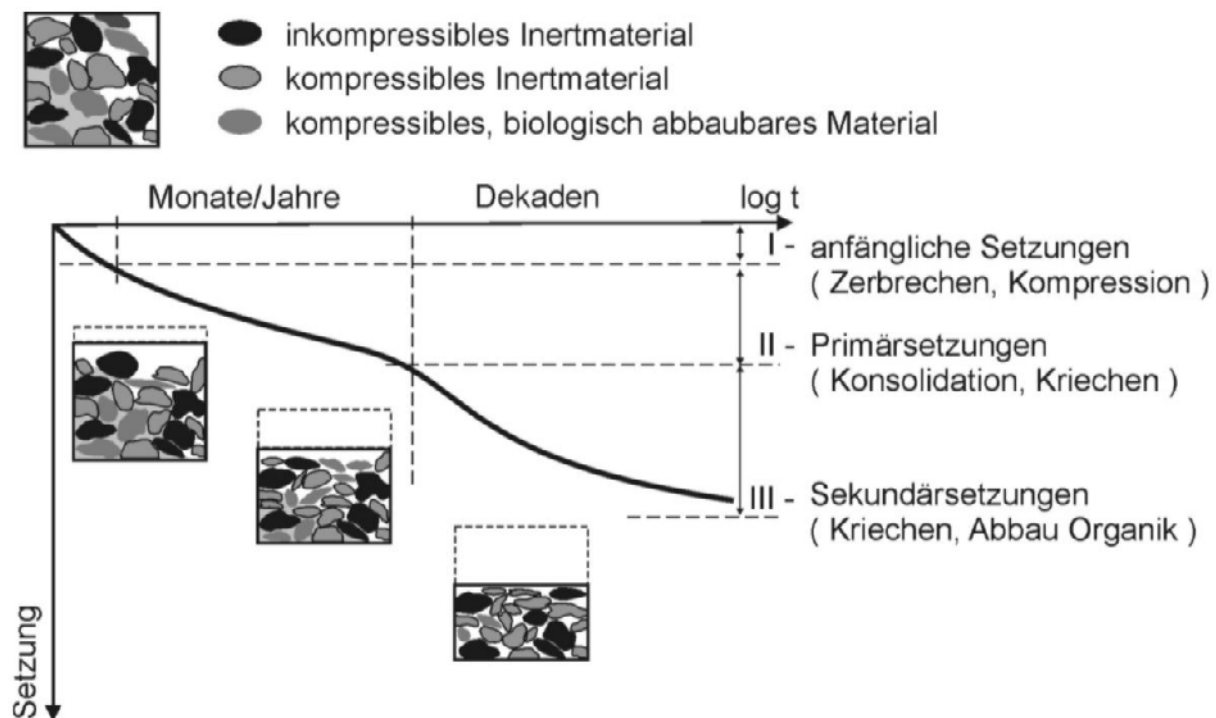 inkompressibles Inertmaterial
kompressibles Inertmaterial
kompressibles, biologisch abbaubares Material
Monate/Jahre
Dekaden
log t
I - anfängliche Setzungen
( Zerbrechen, Kompression )
II - Primärsetzungen
( Konsolidation, Kriechen )
III - Sekundärsetzungen
( Kriechen, Abbau Organik )
Setzung